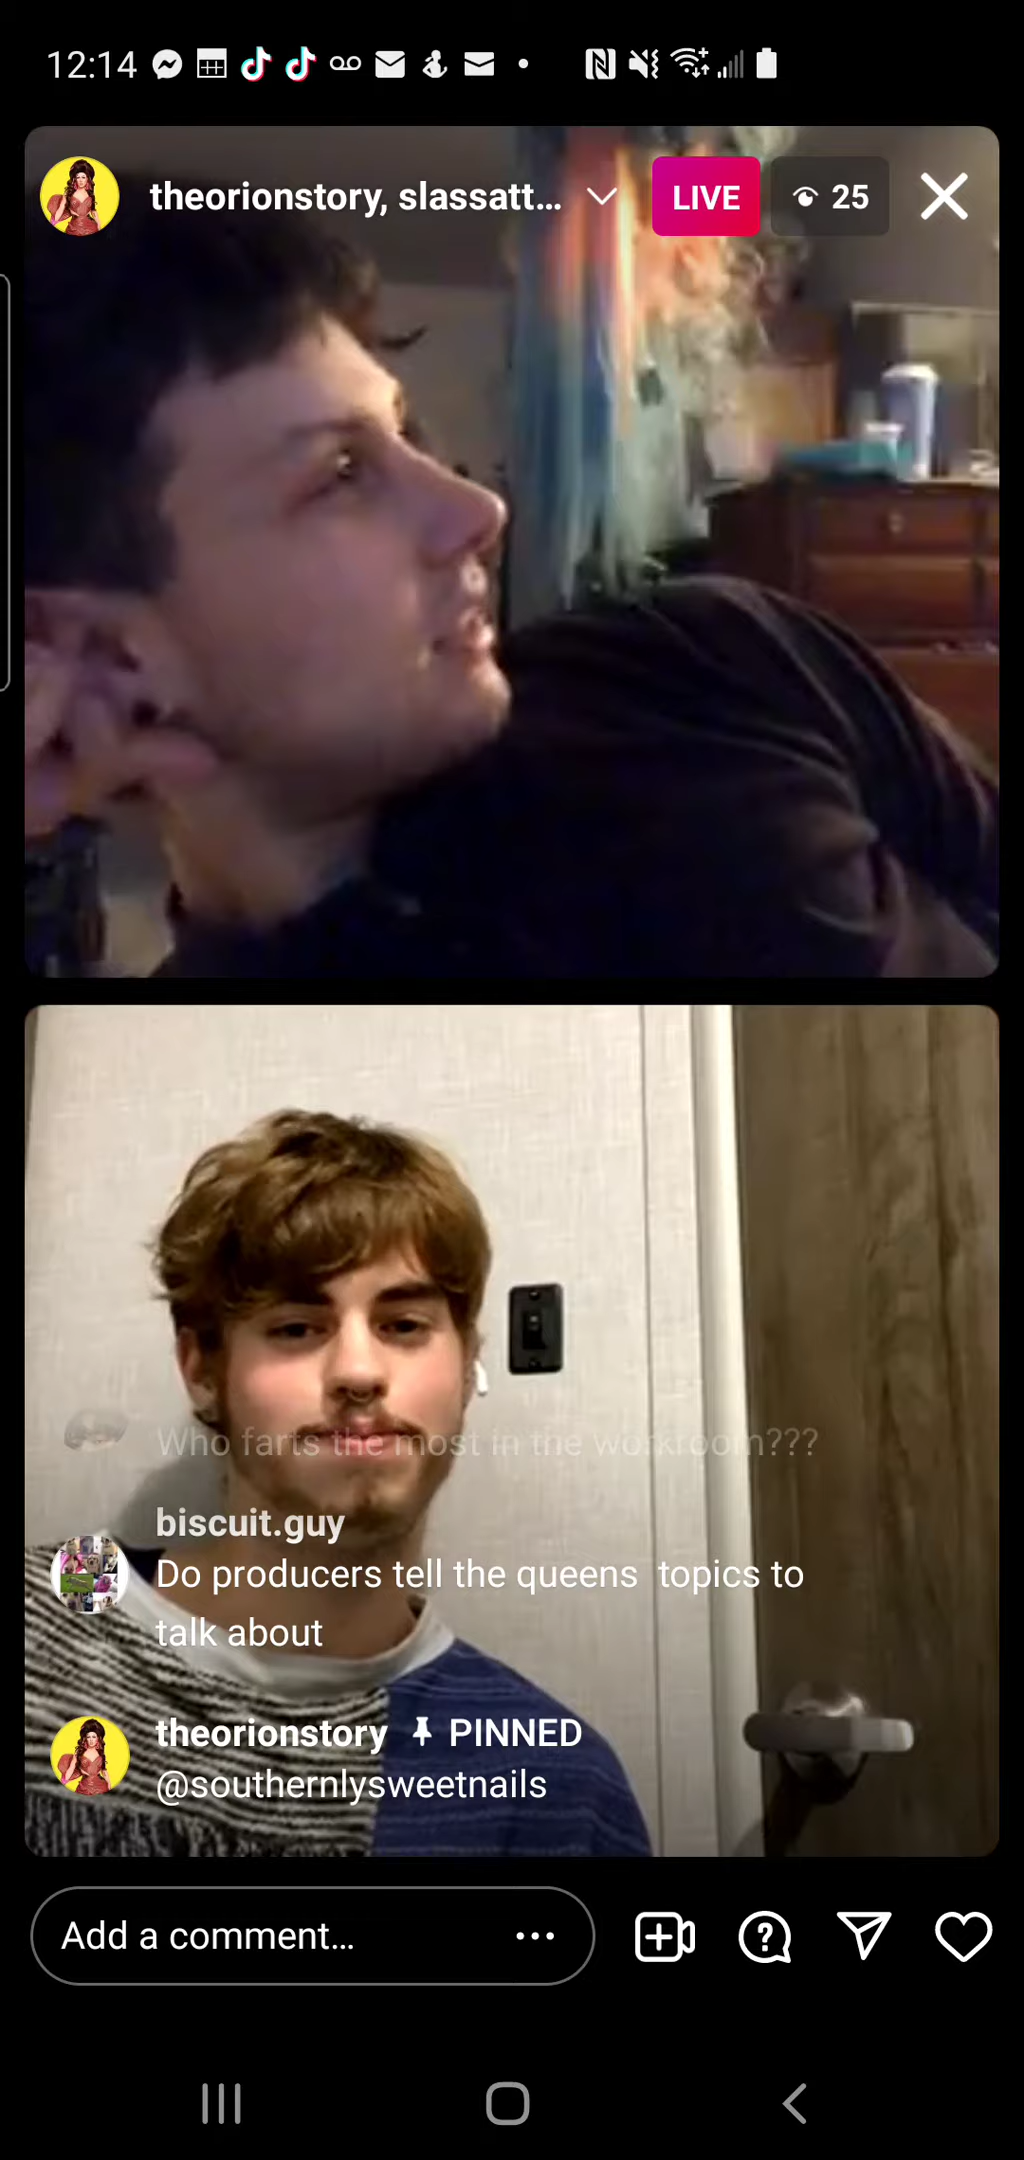 12:14
theorionstory, slassatt...
LIVE
25
Who farts the most in the workroom???
biscuit.guy
Do producers tell the queens  topics to
talk about
theorionstory PINNED
@southernlysweetnails
Add a comment...